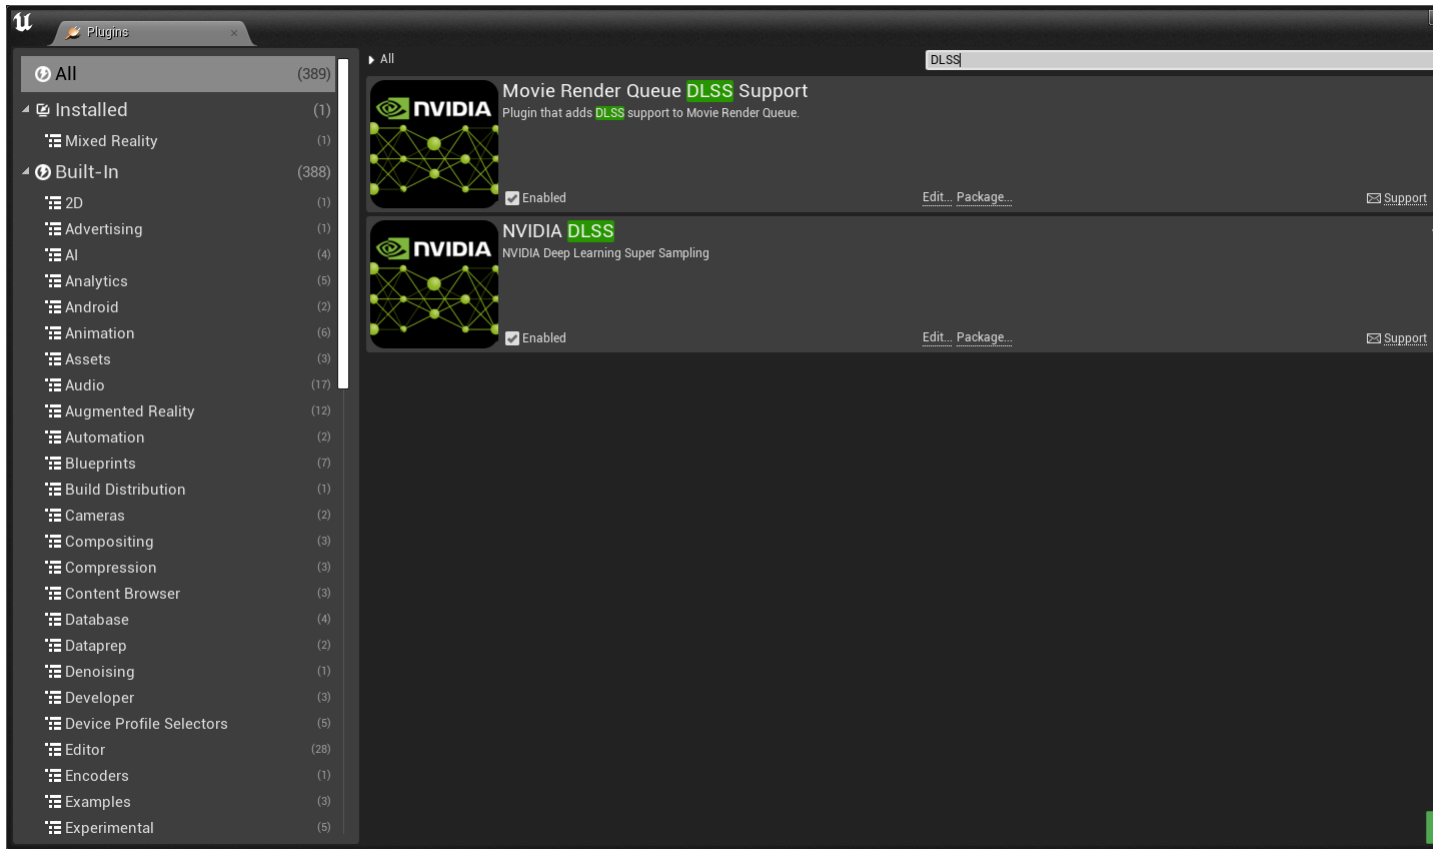 Plugins
All (389)
Installed (1)
Mixed Reality (1)
Built-In (388)
2D (1)
Advertising (1)
AI (4)
Analytics (5)
Android (2)
Animation (6)
Assets (3)
Audio (17)
Augmented Reality (12)
Automation (2)
Blueprints (7)
Build Distribution (1)
Cameras (2)
Compositing (3)
Compression (3)
Content Browser (3)
Database (4)
Dataprep (2)
Denoising (1)
Developer (3)
Device Profile Selectors (5)
Editor (28)
Encoders (1)
Examples (3)
Experimental (5)
All
DLSS
NVIDIA
Movie Render Queue DLSS Support
Plugin that adds DLSS support to Movie Render Queue.
Enabled Edit... Package... Support
NVIDIA
NVIDIA DLSS
NVIDIA Deep Learning Super Sampling
Enabled Edit... Package... Support